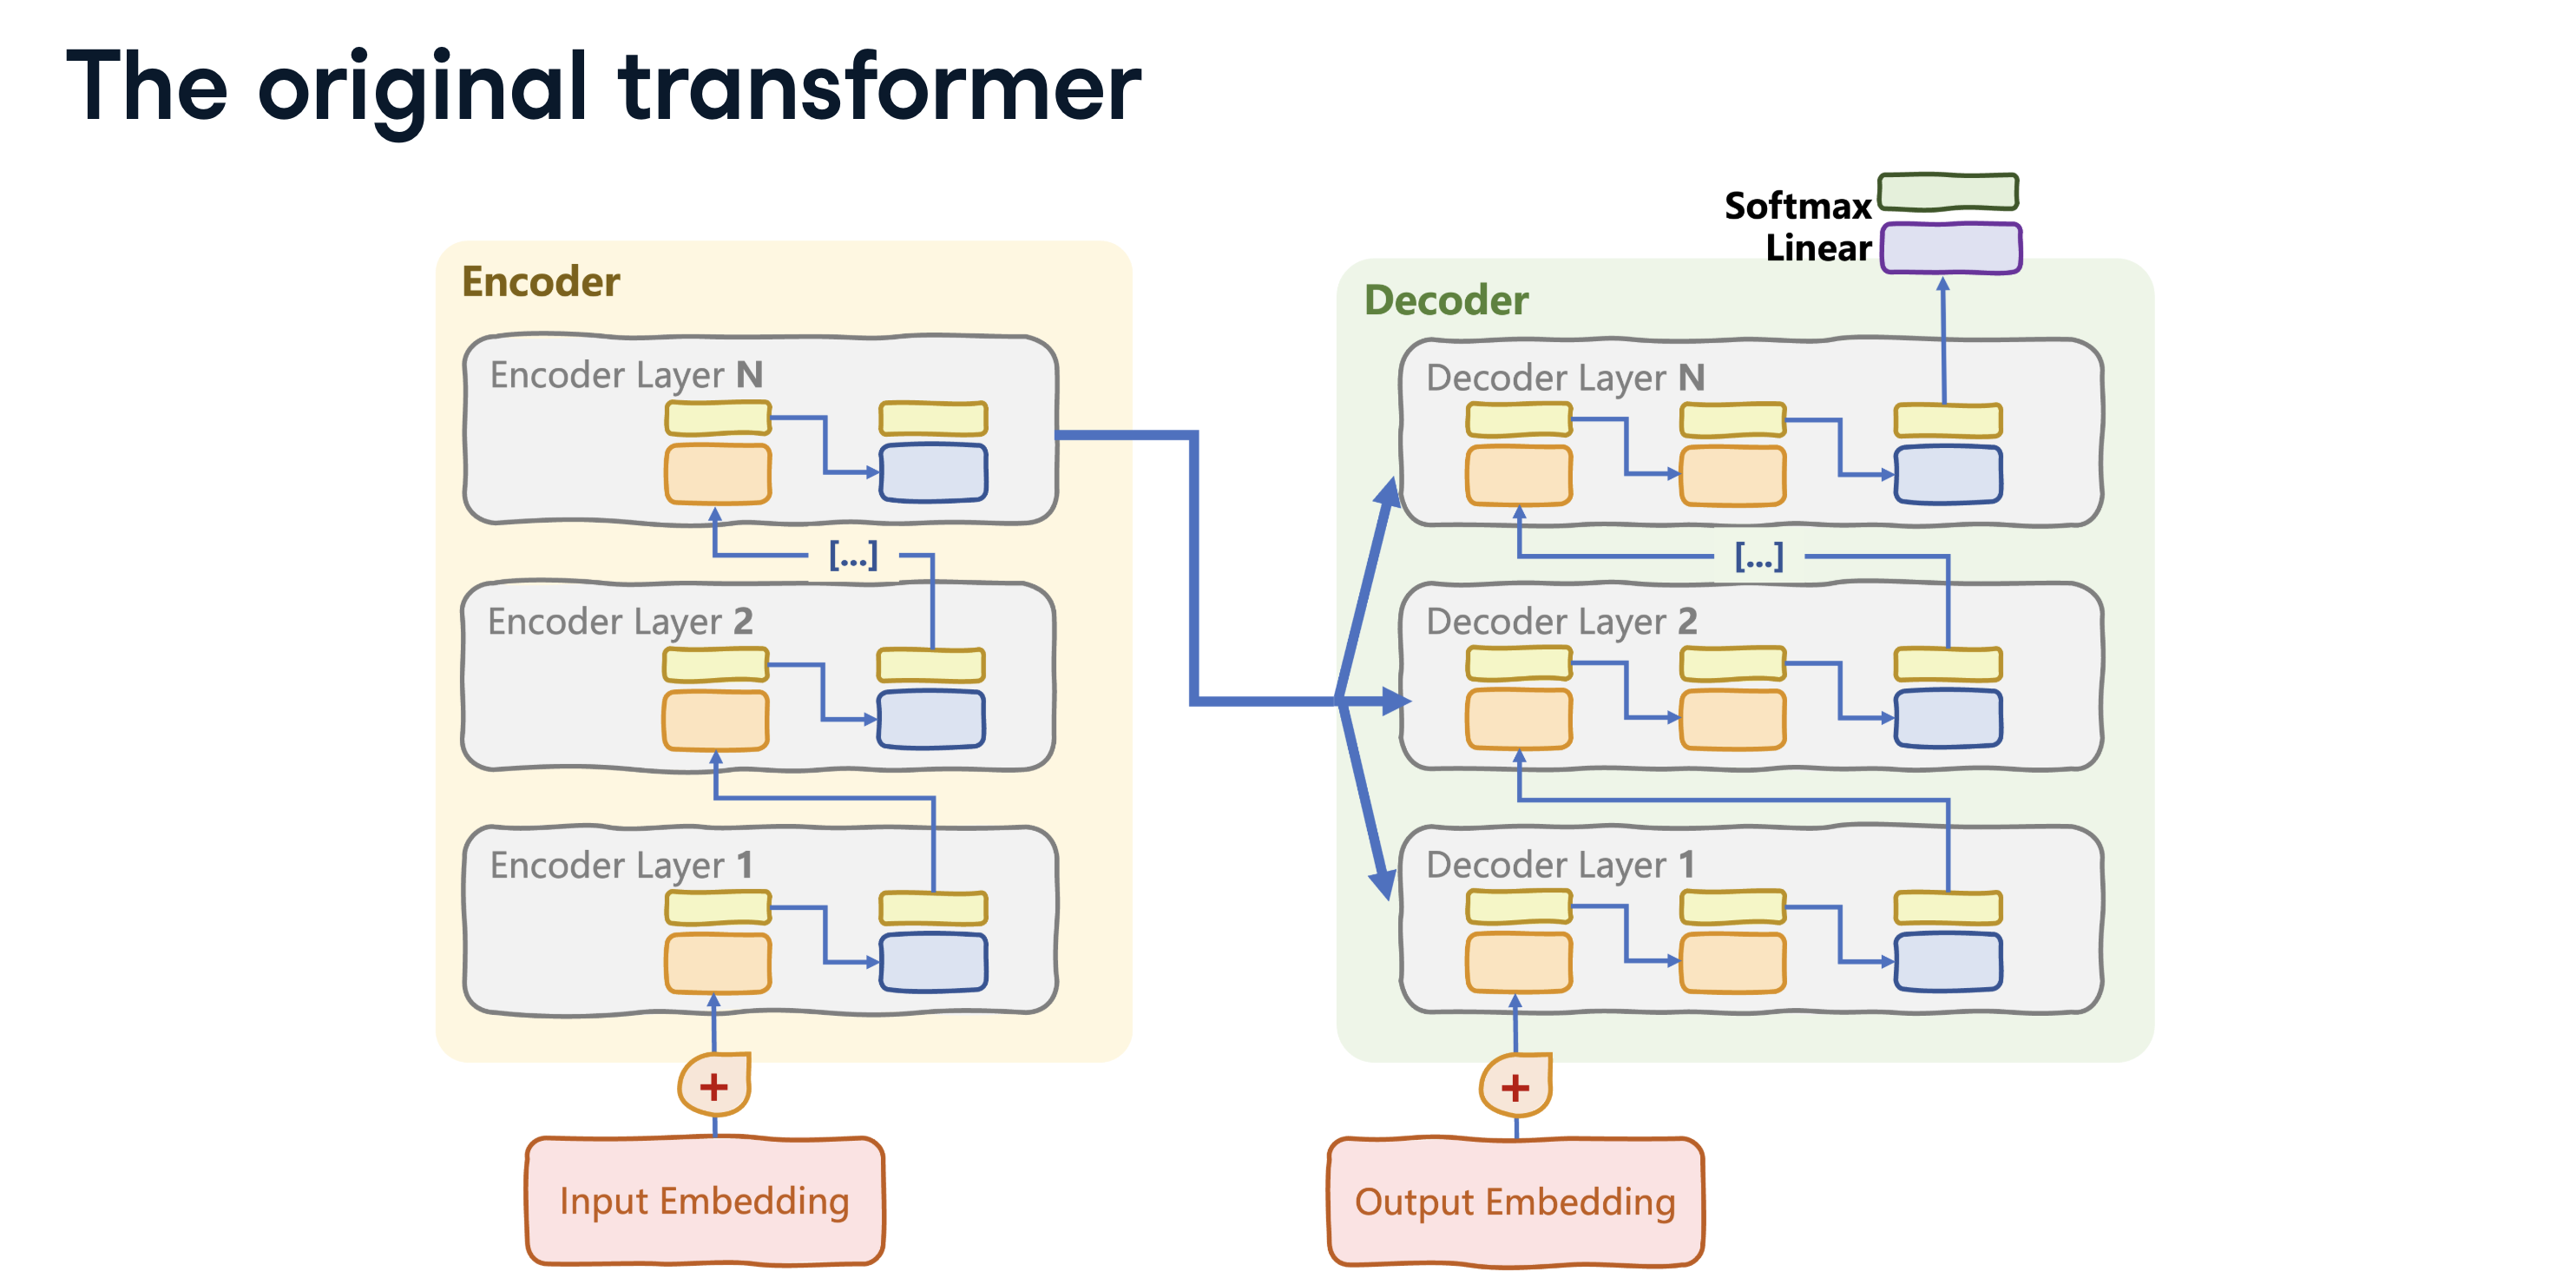 The original transformer
Encoder
Encoder Layer N
[...]
Encoder Layer 2
Encoder Layer 1
+
Input Embedding
Softmax
Linear
Decoder
Decoder Layer N
[...]
Decoder Layer 2
Decoder Layer 1
+
Output Embedding